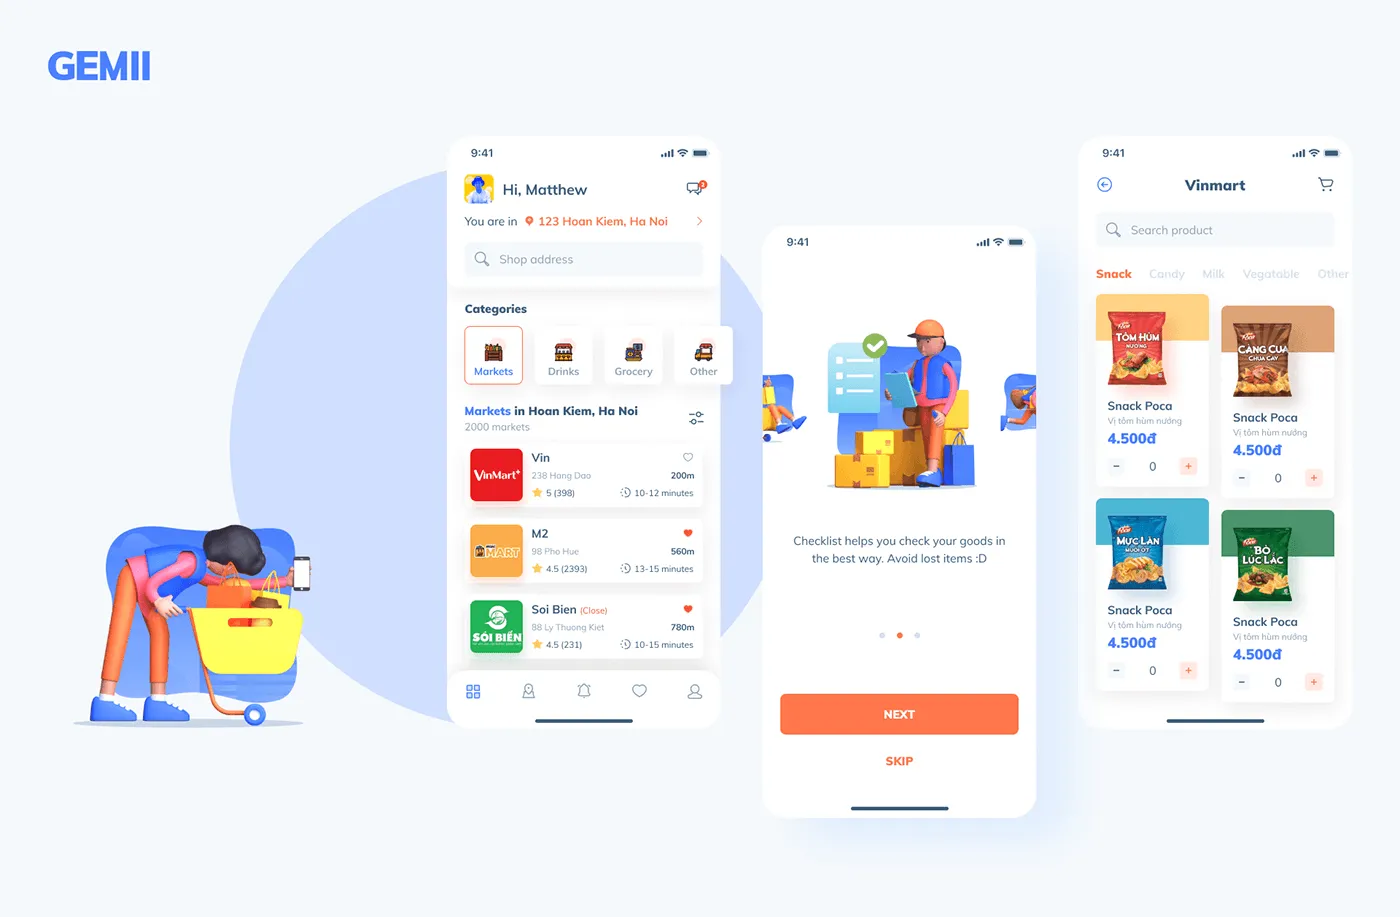 GEMII
9:41
Hi, Matthew
3
You are in 123 Hoan Kiem, Ha Noi
Shop address
Categories
Markets
Drinks
Grocery
Other
Markets in Hoan Kiem, Ha Noi
2000 markets
VinMart+
Vin
238 Hang Dao
200m
5 (398)
10-12 minutes
MART
M2
98 Pho Hue
560m
4.5 (2393)
13-15 minutes
SÓI BIỂN
Soi Bien (Close)
88 Ly Thuong Kiet
780m
4.5 (231)
10-15 minutes
9:41
Checklist helps you check your goods in
the best way. Avoid lost items :D
NEXT
SKIP
9:41
Vinmart
Search product
Snack Candy Milk Vegatable Other
TÔM HÙM
NƯỚNG
Snack Poca
Vị tôm hùm nướng
4.500đ
- 0 +
CÀNG CUA
CHUA CAY
Snack Poca
Vị tôm hùm nướng
4.500đ
- 0 +
MỰC LĂN
MUỐI ỚT
Snack Poca
Vị tôm hùm nướng
4.500đ
- 0 +
BÒ
LÚC LẮC
Snack Poca
Vị tôm hùm nướng
4.500đ
- 0 +